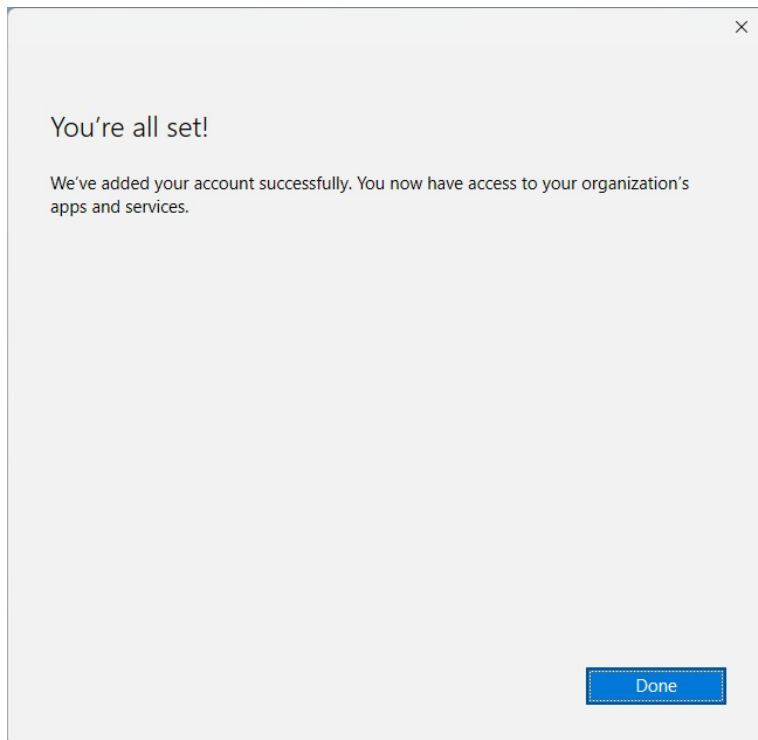 You’re all set!
We’ve added your account successfully. You now have access to your organization’s
apps and services.
Done